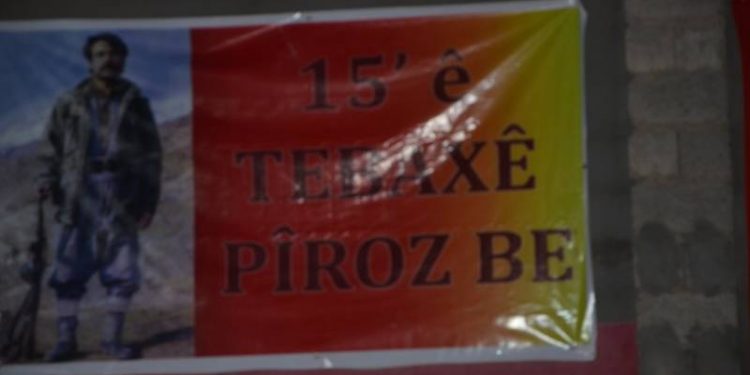 15' ê
TEBAXÊ
PÎROZ BE